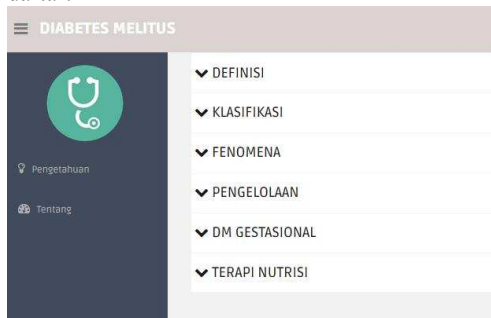 DIABETES MELITUS
Pengetahuan
Tentang
DEFINISI
KLASIFIKASI
FENOMENA
PENGELOLAAN
DM GESTASIONAL
TERAPI NUTRISI